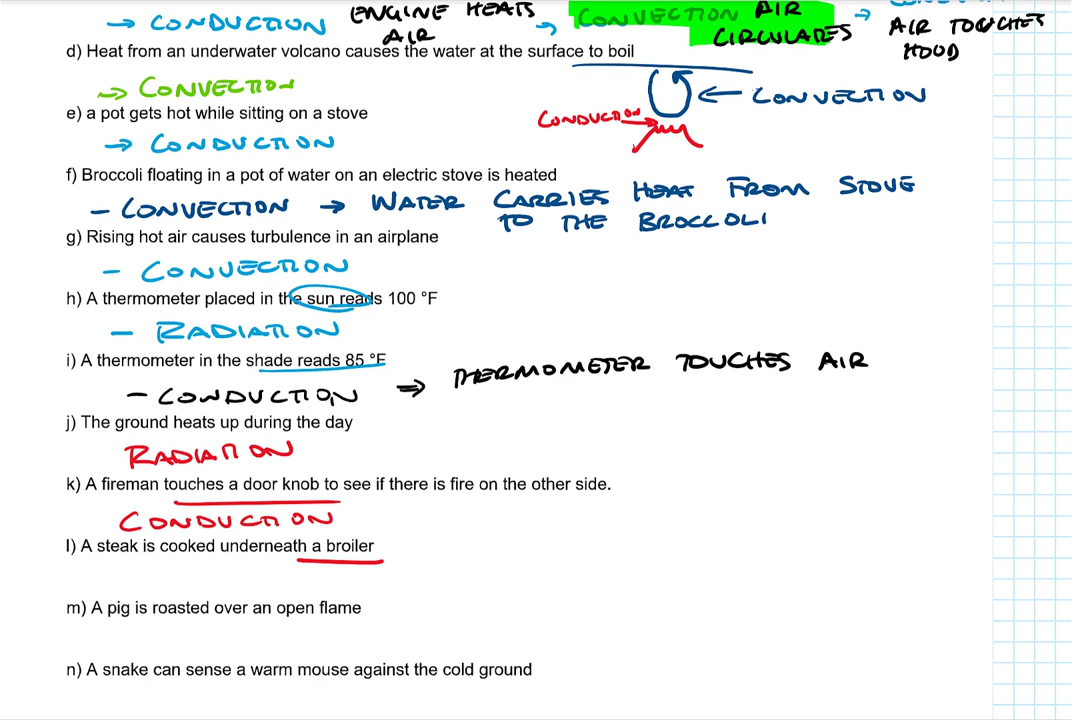 → CONDUCTION ENGINE HEATS AIR → CONVECTION AIR CIRCULARES → AIR TOUCHES HOOD
d) Heat from an underwater volcano causes the water at the surface to boil
→ CONVECTION
← CONVECTION
CONDUCTION
e) a pot gets hot while sitting on a stove
→ CONDUCTION
f) Broccoli floating in a pot of water on an electric stove is heated
- CONVECTION → WATER CARRIES HEAT FROM STOVE
TO THE BROCCOLI
g) Rising hot air causes turbulence in an airplane
- CONVECTION
h) A thermometer placed in the sun reads 100 °F
- RADIATION
i) A thermometer in the shade reads 85 °F
- CONDUCTION ⇒ THERMOMETER TOUCHES AIR
j) The ground heats up during the day
RADIATION
k) A fireman touches a door knob to see if there is fire on the other side.
CONDUCTION
l) A steak is cooked underneath a broiler
m) A pig is roasted over an open flame
n) A snake can sense a warm mouse against the cold ground